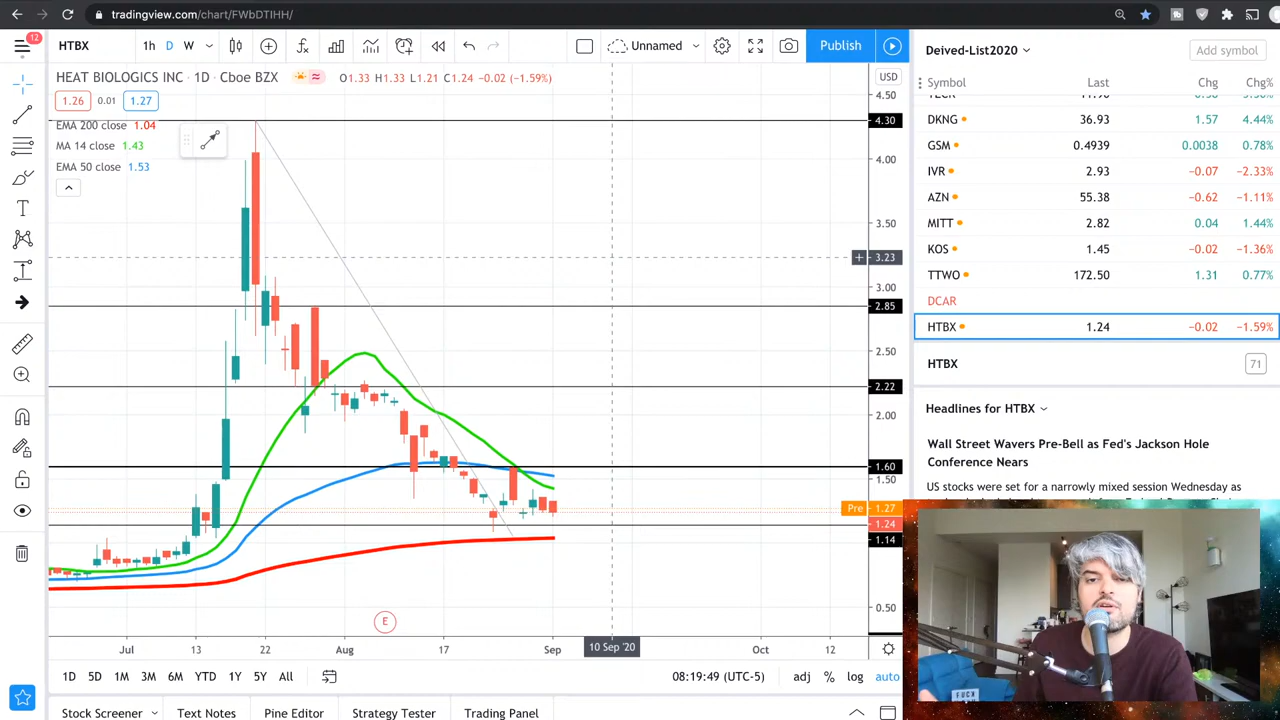 tradingview.com/chart/FWbDTIHH/
12
HTBX
1h D W
Unnamed
Publish
Deived-List2020
Add symbol
HEAT BIOLOGICS INC • 1D • Cboe BZX
O1.33 H1.33 L1.21 C1.24 −0.02 (−1.59%)
1.26 0.01 1.27
EMA 200 close 1.04
MA 14 close 1.43
EMA 50 close 1.53
USD
4.50
4.30
4.00
3.50
3.23
3.00
2.85
2.50
2.22
2.00
1.60
1.50
Pre 1.27
1.24
1.14
0.50
E
Jul 13 22 Aug 17 Sep 10 Sep '20 Oct 12
1D 5D 1M 3M 6M YTD 1Y 5Y All
08:19:49 (UTC-5)
adj % log auto
Stock Screener Text Notes Pine Editor Strategy Tester Trading Panel
Symbol Last Chg Chg%
DKNG 36.93 1.57 4.44%
GSM 0.4939 0.0038 0.78%
IVR 2.93 −0.07 −2.33%
AZN 55.38 −0.62 −1.11%
MITT 2.82 0.04 1.44%
KOS 1.45 −0.02 −1.36%
TTWO 172.50 1.31 0.77%
DCAR
HTBX 1.24 −0.02 −1.59%
HTBX 71
Headlines for HTBX
Wall Street Wavers Pre-Bell as Fed's Jackson Hole
Conference Nears
US stocks were set for a narrowly mixed session Wednesday as